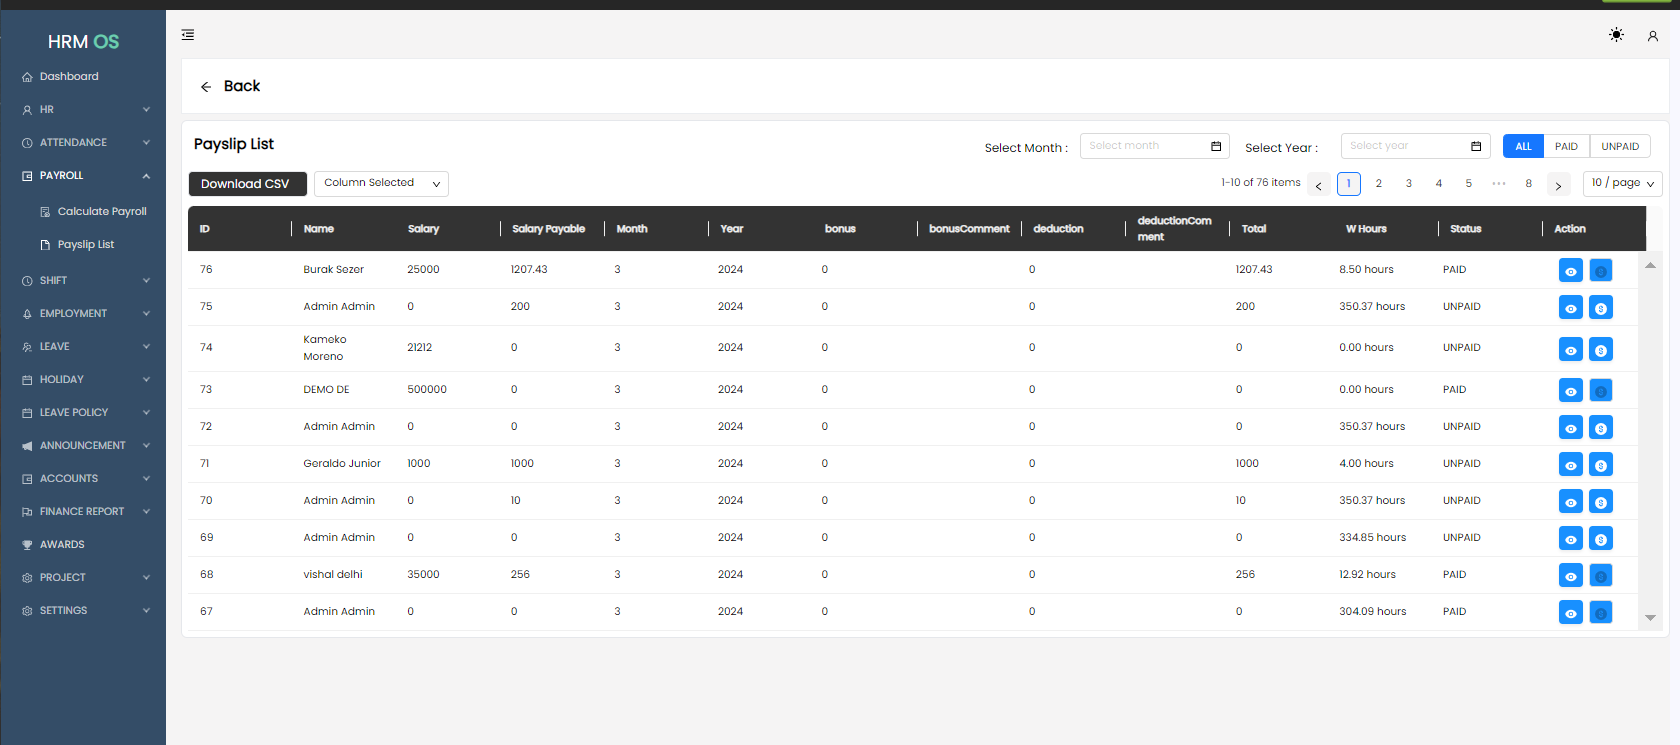 HRM OS
Dashboard
HR
ATTENDANCE
PAYROLL
Calculate Payroll
Payslip List
SHIFT
EMPLOYMENT
LEAVE
HOLIDAY
LEAVE POLICY
ANNOUNCEMENT
ACCOUNTS
FINANCE REPORT
AWARDS
PROJECT
SETTINGS
Back
Payslip List
Select Month : Select month Select Year : Select year ALL PAID UNPAID
Download CSV Column Selected 1-10 of 76 items 1 2 3 4 5 ••• 8 10 / page
ID Name Salary Salary Payable Month Year bonus bonusComment deduction deductionCom
ment Total W Hours Status Action
76 Burak Sezer 25000 1207.43 3 2024 0 0 1207.43 8.50 hours PAID
75 Admin Admin 0 200 3 2024 0 0 200 350.37 hours UNPAID
74 Kameko
Moreno 21212 0 3 2024 0 0 0 0.00 hours UNPAID
73 DEMO DE 500000 0 3 2024 0 0 0 0.00 hours PAID
72 Admin Admin 0 0 3 2024 0 0 0 350.37 hours UNPAID
71 Geraldo Junior 1000 1000 3 2024 0 0 1000 4.00 hours UNPAID
70 Admin Admin 0 10 3 2024 0 0 10 350.37 hours UNPAID
69 Admin Admin 0 0 3 2024 0 0 0 334.85 hours UNPAID
68 vishal delhi 35000 256 3 2024 0 0 256 12.92 hours PAID
67 Admin Admin 0 0 3 2024 0 0 0 304.09 hours PAID